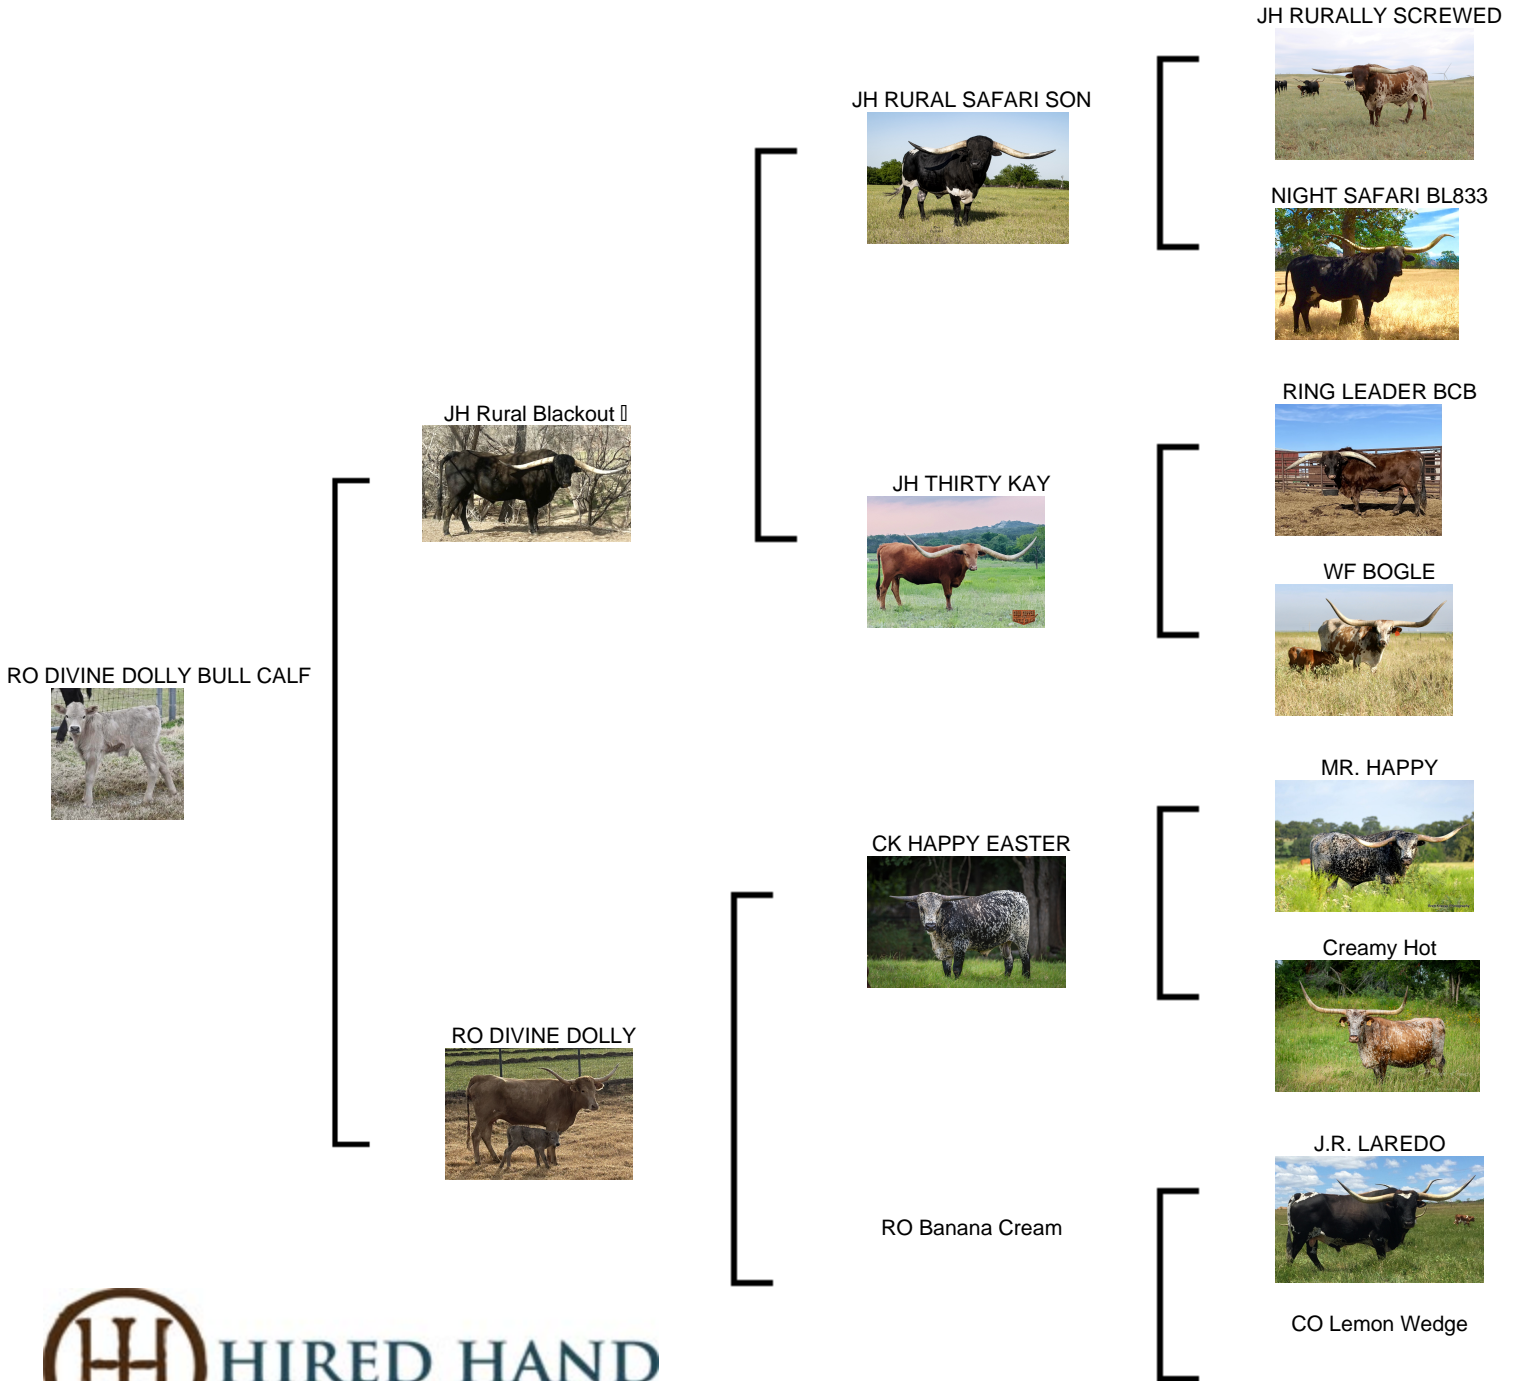 JH RURALLY SCREWED
JH RURAL SAFARI SON
NIGHT SAFARI BL833
RING LEADER BCB
JH Rural Blackout
JH THIRTY KAY
WF BOGLE
RO DIVINE DOLLY BULL CALF
MR. HAPPY
CK HAPPY EASTER
Creamy Hot
RO DIVINE DOLLY
J.R. LAREDO
RO Banana Cream
CO Lemon Wedge
HIRED HAND